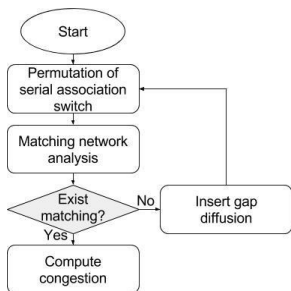 Start
Permutation of
serial association
switch
Matching network
analysis
Exist
matching?
No
Insert gap
diffusion
Yes
Compute
congestion